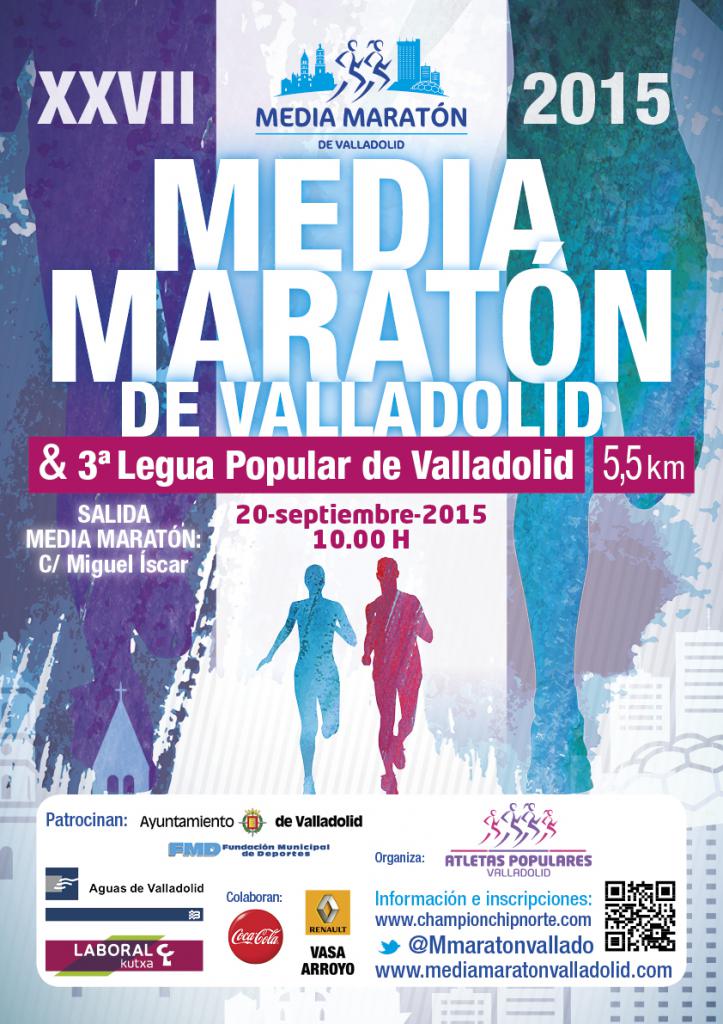 XXVII
MEDIA MARATÓN
DE VALLADOLID
2015
MEDIA
MARATÓN
DE VALLADOLID
& 3ª Legua Popular de Valladolid
5,5 km
SALIDA
MEDIA MARATÓN:
C/ Miguel Íscar
20-septiembre-2015
10.00 H
Patrocinan:
Ayuntamiento de Valladolid
FMD Fundación Municipal
de Deportes
Aguas de Valladolid
LABORAL
kutxa
Colaboran:
Coca-Cola
RENAULT
VASA
ARROYO
Organiza:
ATLETAS POPULARES
VALLADOLID
Información e inscripciones:
www.championchipnorte.com
@Mmaratonvallado
www.mediamaratonvalladolid.com